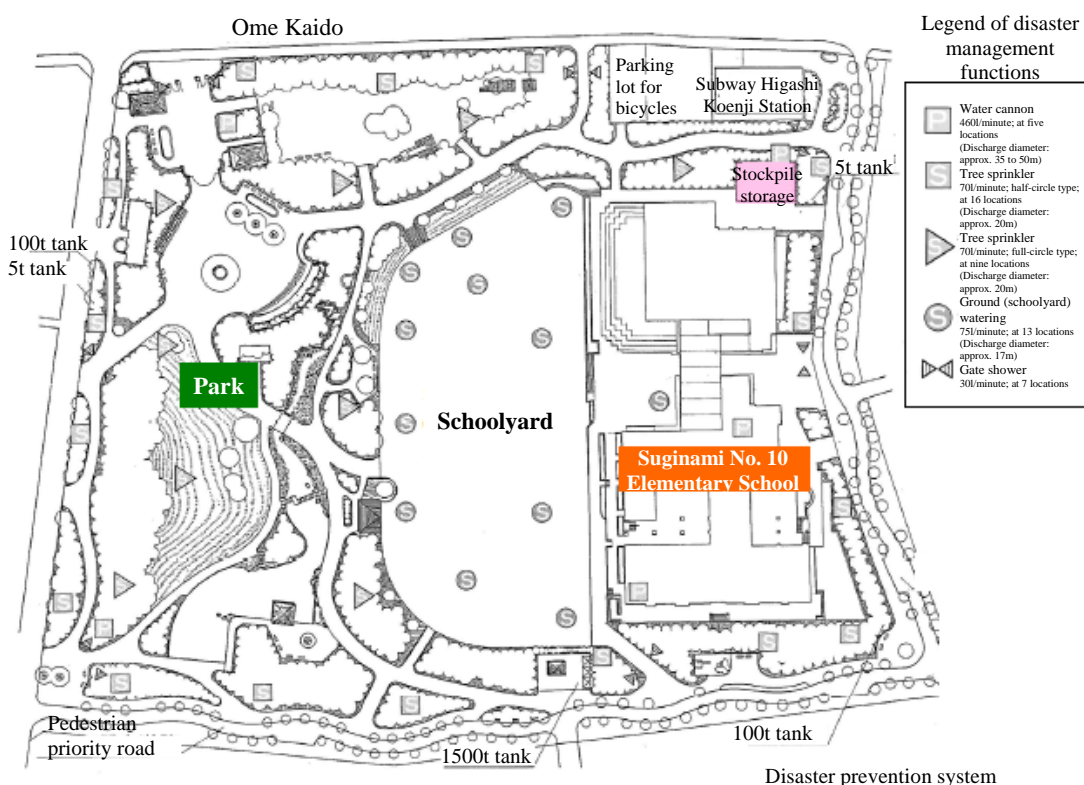 Ome Kaido
Legend of disaster
management
functions
Parking
lot for
bicycles
Subway Higashi
Koenji Station
P
Water cannon
460l/minute; at five
locations
(Discharge diameter:
approx. 35 to 50m)
S
Tree sprinkler
70l/minute; half-circle type;
at 16 locations
(Discharge diameter:
approx. 20m)
S
Tree sprinkler
70l/minute; full-circle type;
at nine locations
(Discharge diameter:
approx. 20m)
S
Ground (schoolyard)
watering
75l/minute; at 13 locations
(Discharge diameter:
approx. 17m)
Gate shower
30l/minute; at 7 locations
Stockpile
storage
5t tank
100t tank
5t tank
Park
Schoolyard
Suginami No. 10
Elementary School
Pedestrian
priority road
1500t tank
100t tank
Disaster prevention system